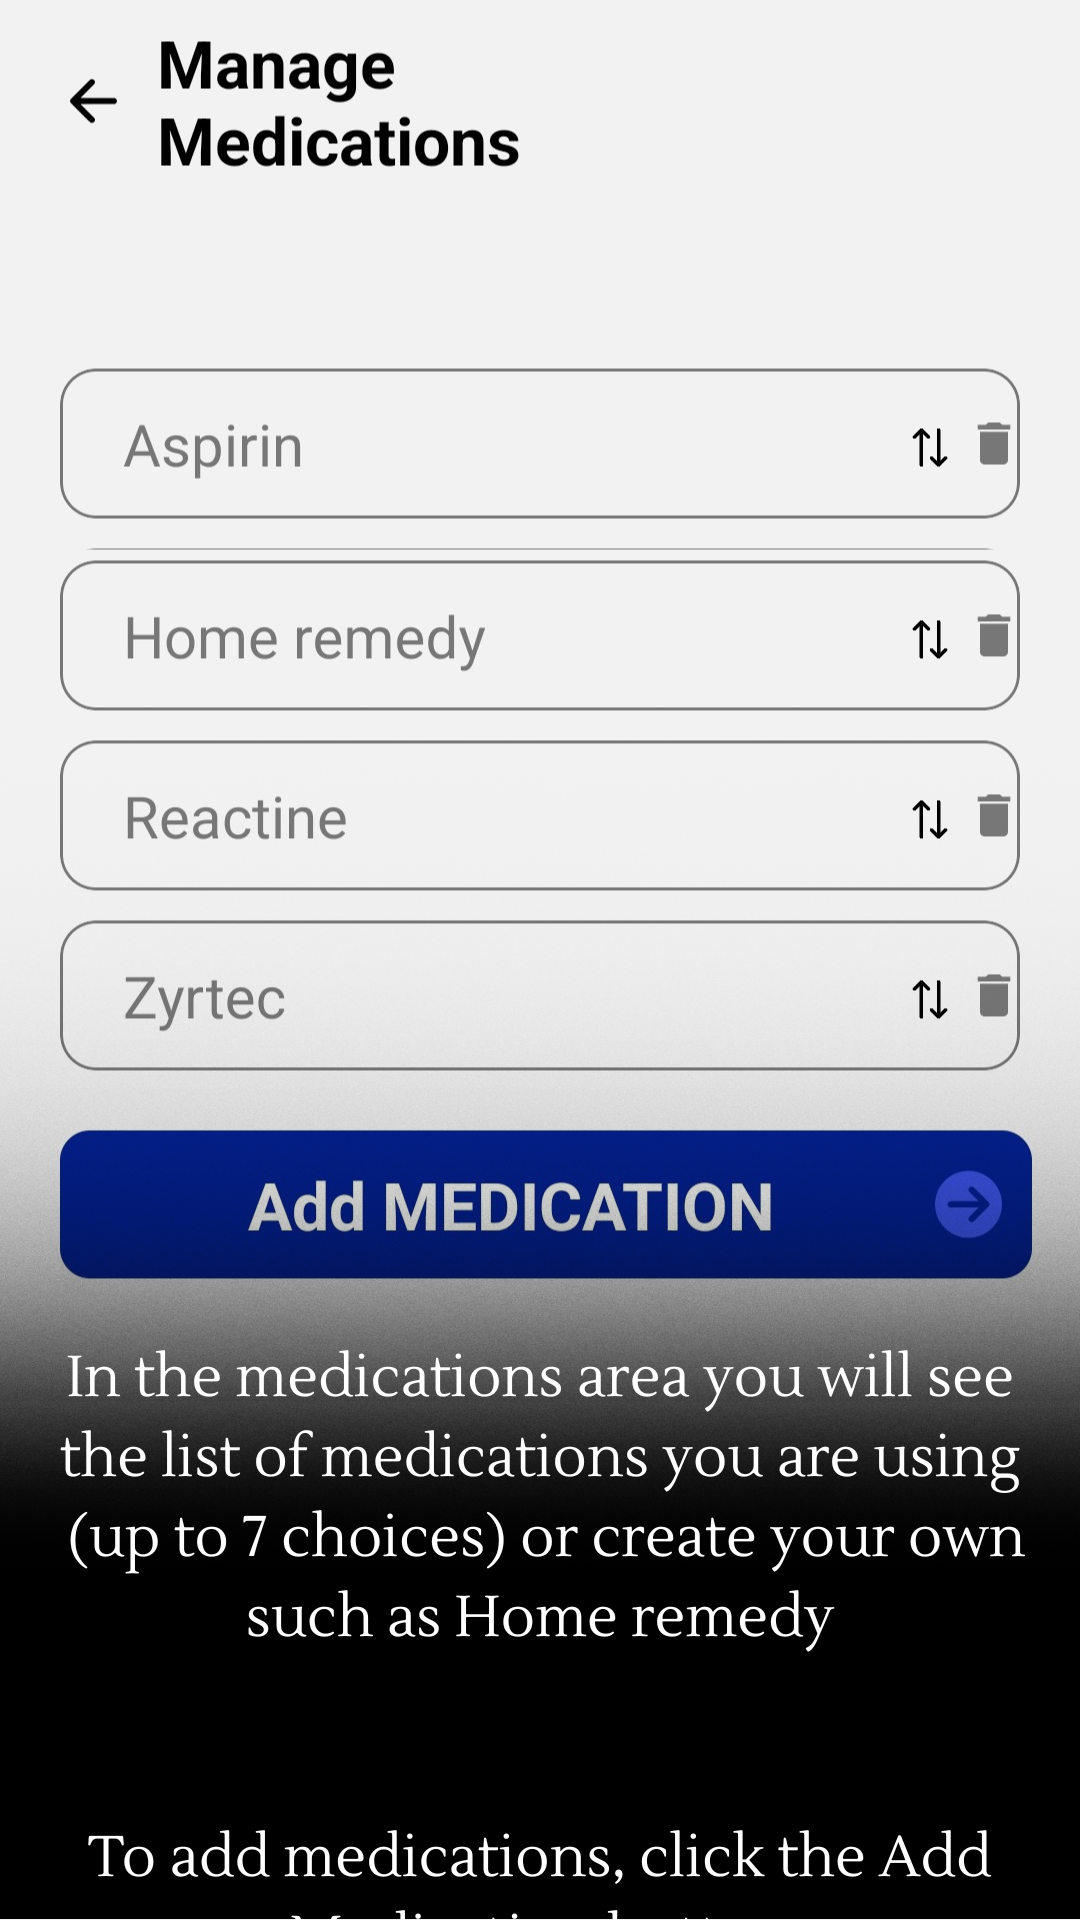 Manage
Medications
Aspirin
Home remedy
Reactine
Zyrtec
Add MEDICATION
In the medications area you will see
the list of medications you are using
(up to 7 choices) or create your own
such as Home remedy
To add medications, click the Add